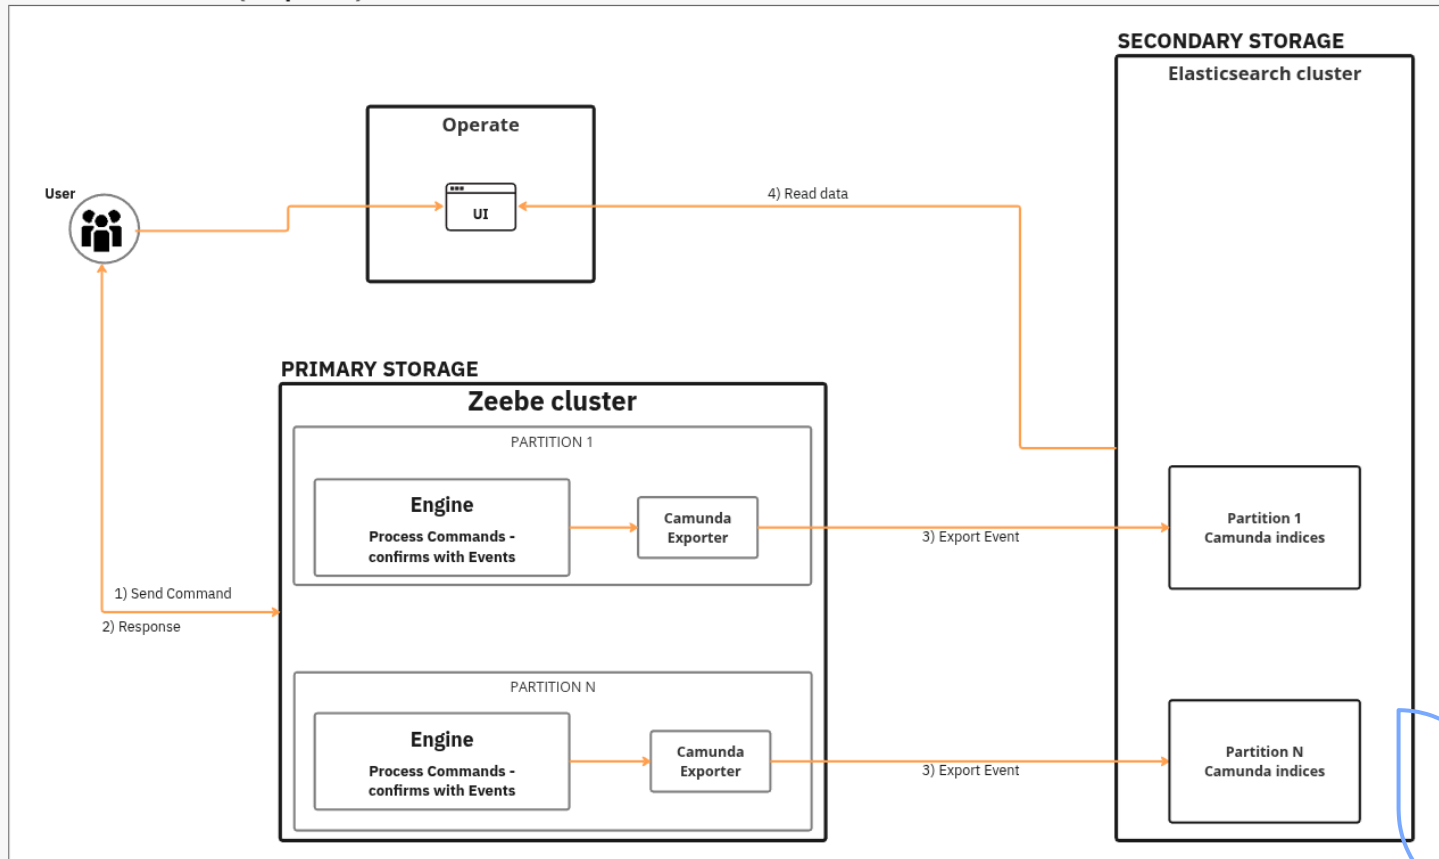 SECONDARY STORAGE
Elasticsearch cluster
Operate
User
UI
4) Read data
PRIMARY STORAGE
Zeebe cluster
PARTITION 1
Engine
Process Commands -
confirms with Events
Camunda
Exporter
3) Export Event
Partition 1
Camunda indices
1) Send Command
2) Response
PARTITION N
Engine
Process Commands -
confirms with Events
Camunda
Exporter
3) Export Event
Partition N
Camunda indices